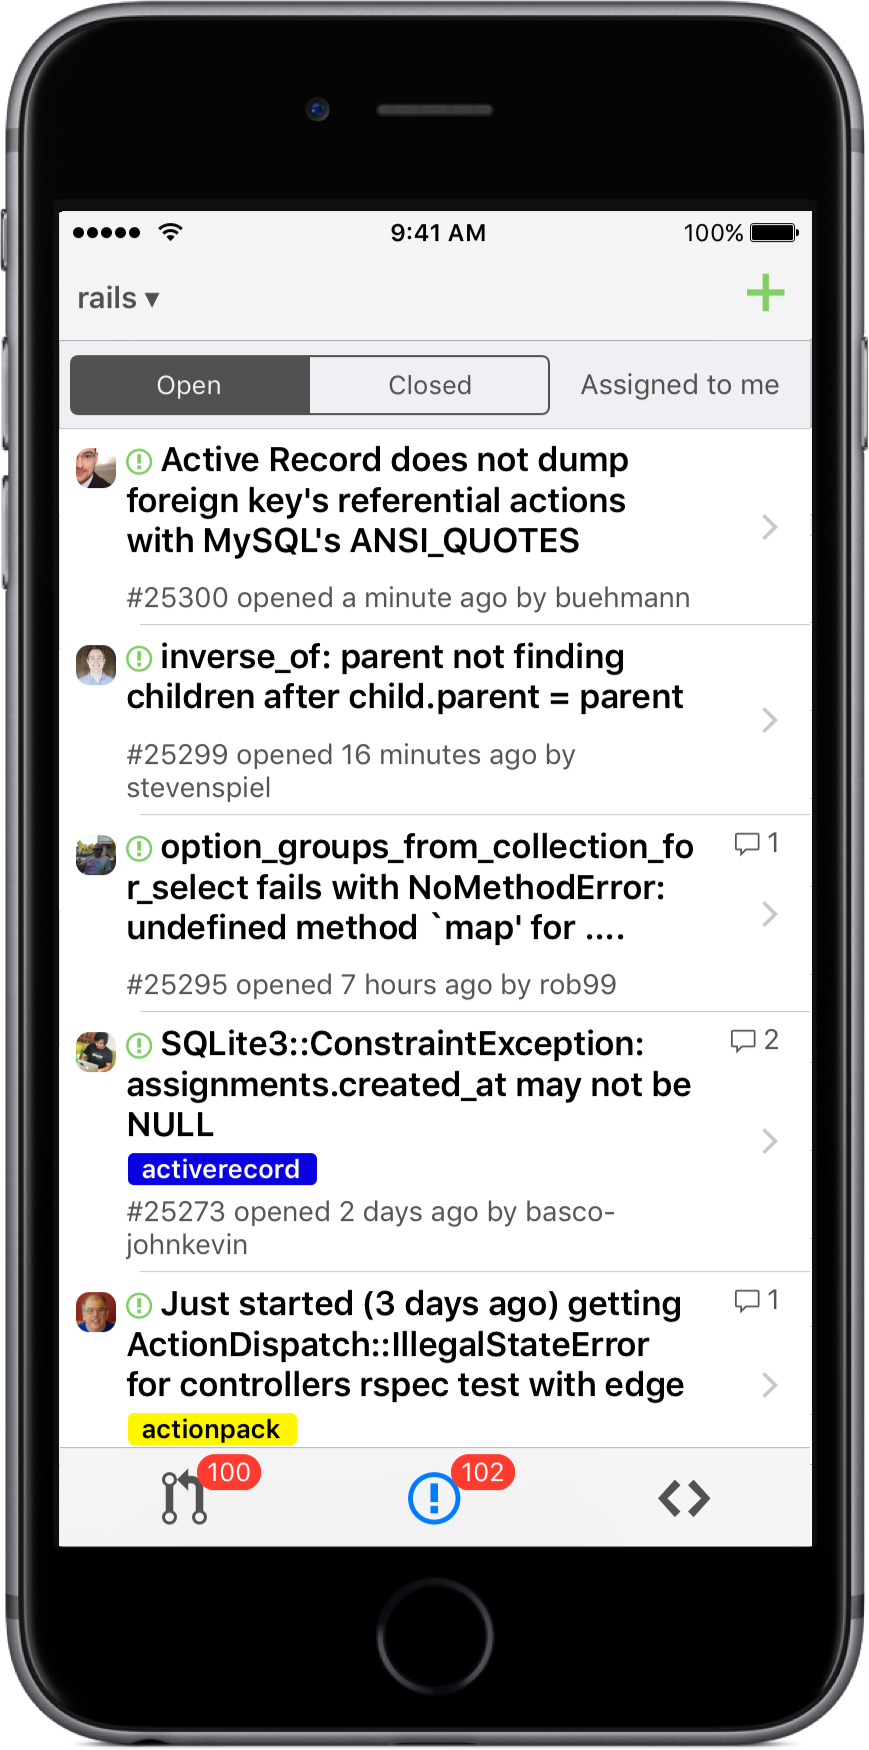 9:41 AM
100%
rails ▾
Open
Closed
Assigned to me
Active Record does not dump
foreign key's referential actions
with MySQL's ANSI_QUOTES
#25300 opened a minute ago by buehmann
inverse_of: parent not finding
children after child.parent = parent
#25299 opened 16 minutes ago by
stevenspiel
option_groups_from_collection_fo
r_select fails with NoMethodError:
undefined method `map' for ....
1
#25295 opened 7 hours ago by rob99
SQLite3::ConstraintException:
assignments.created_at may not be
NULL
2
activerecord
#25273 opened 2 days ago by basco-
johnkevin
Just started (3 days ago) getting
ActionDispatch::IllegalStateError
for controllers rspec test with edge
1
actionpack
100
102